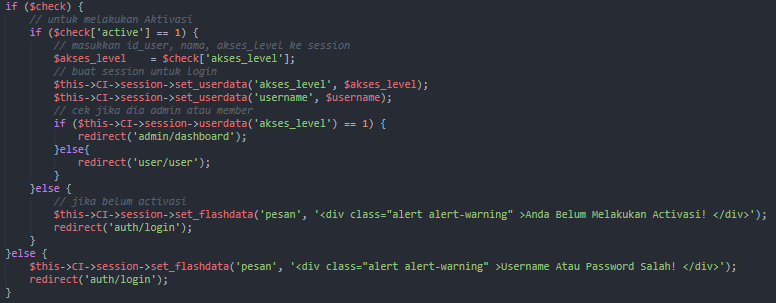 if ($check) {
// untuk melakukan Aktivasi
if ($check['active'] == 1) {
// masukkan id_user, nama, akses_level ke session
$akses_level    = $check['akses_level'];
// buat session untuk login
$this->CI->session->set_userdata('akses_level', $akses_level);
$this->CI->session->set_userdata('username', $username);
// cek jika dia admin atau member
if ($this->CI->session->userdata('akses_level') == 1) {
redirect('admin/dashboard');
}else{
redirect('user/user');
}
}else {
// jika belum activasi
$this->CI->session->set_flashdata('pesan', '<div class="alert alert-warning" >Anda Belum Melakukan Activasi! </div>');
redirect('auth/login');
}
}else {
$this->CI->session->set_flashdata('pesan', '<div class="alert alert-warning" >Username Atau Password Salah! </div>');
redirect('auth/login');
}